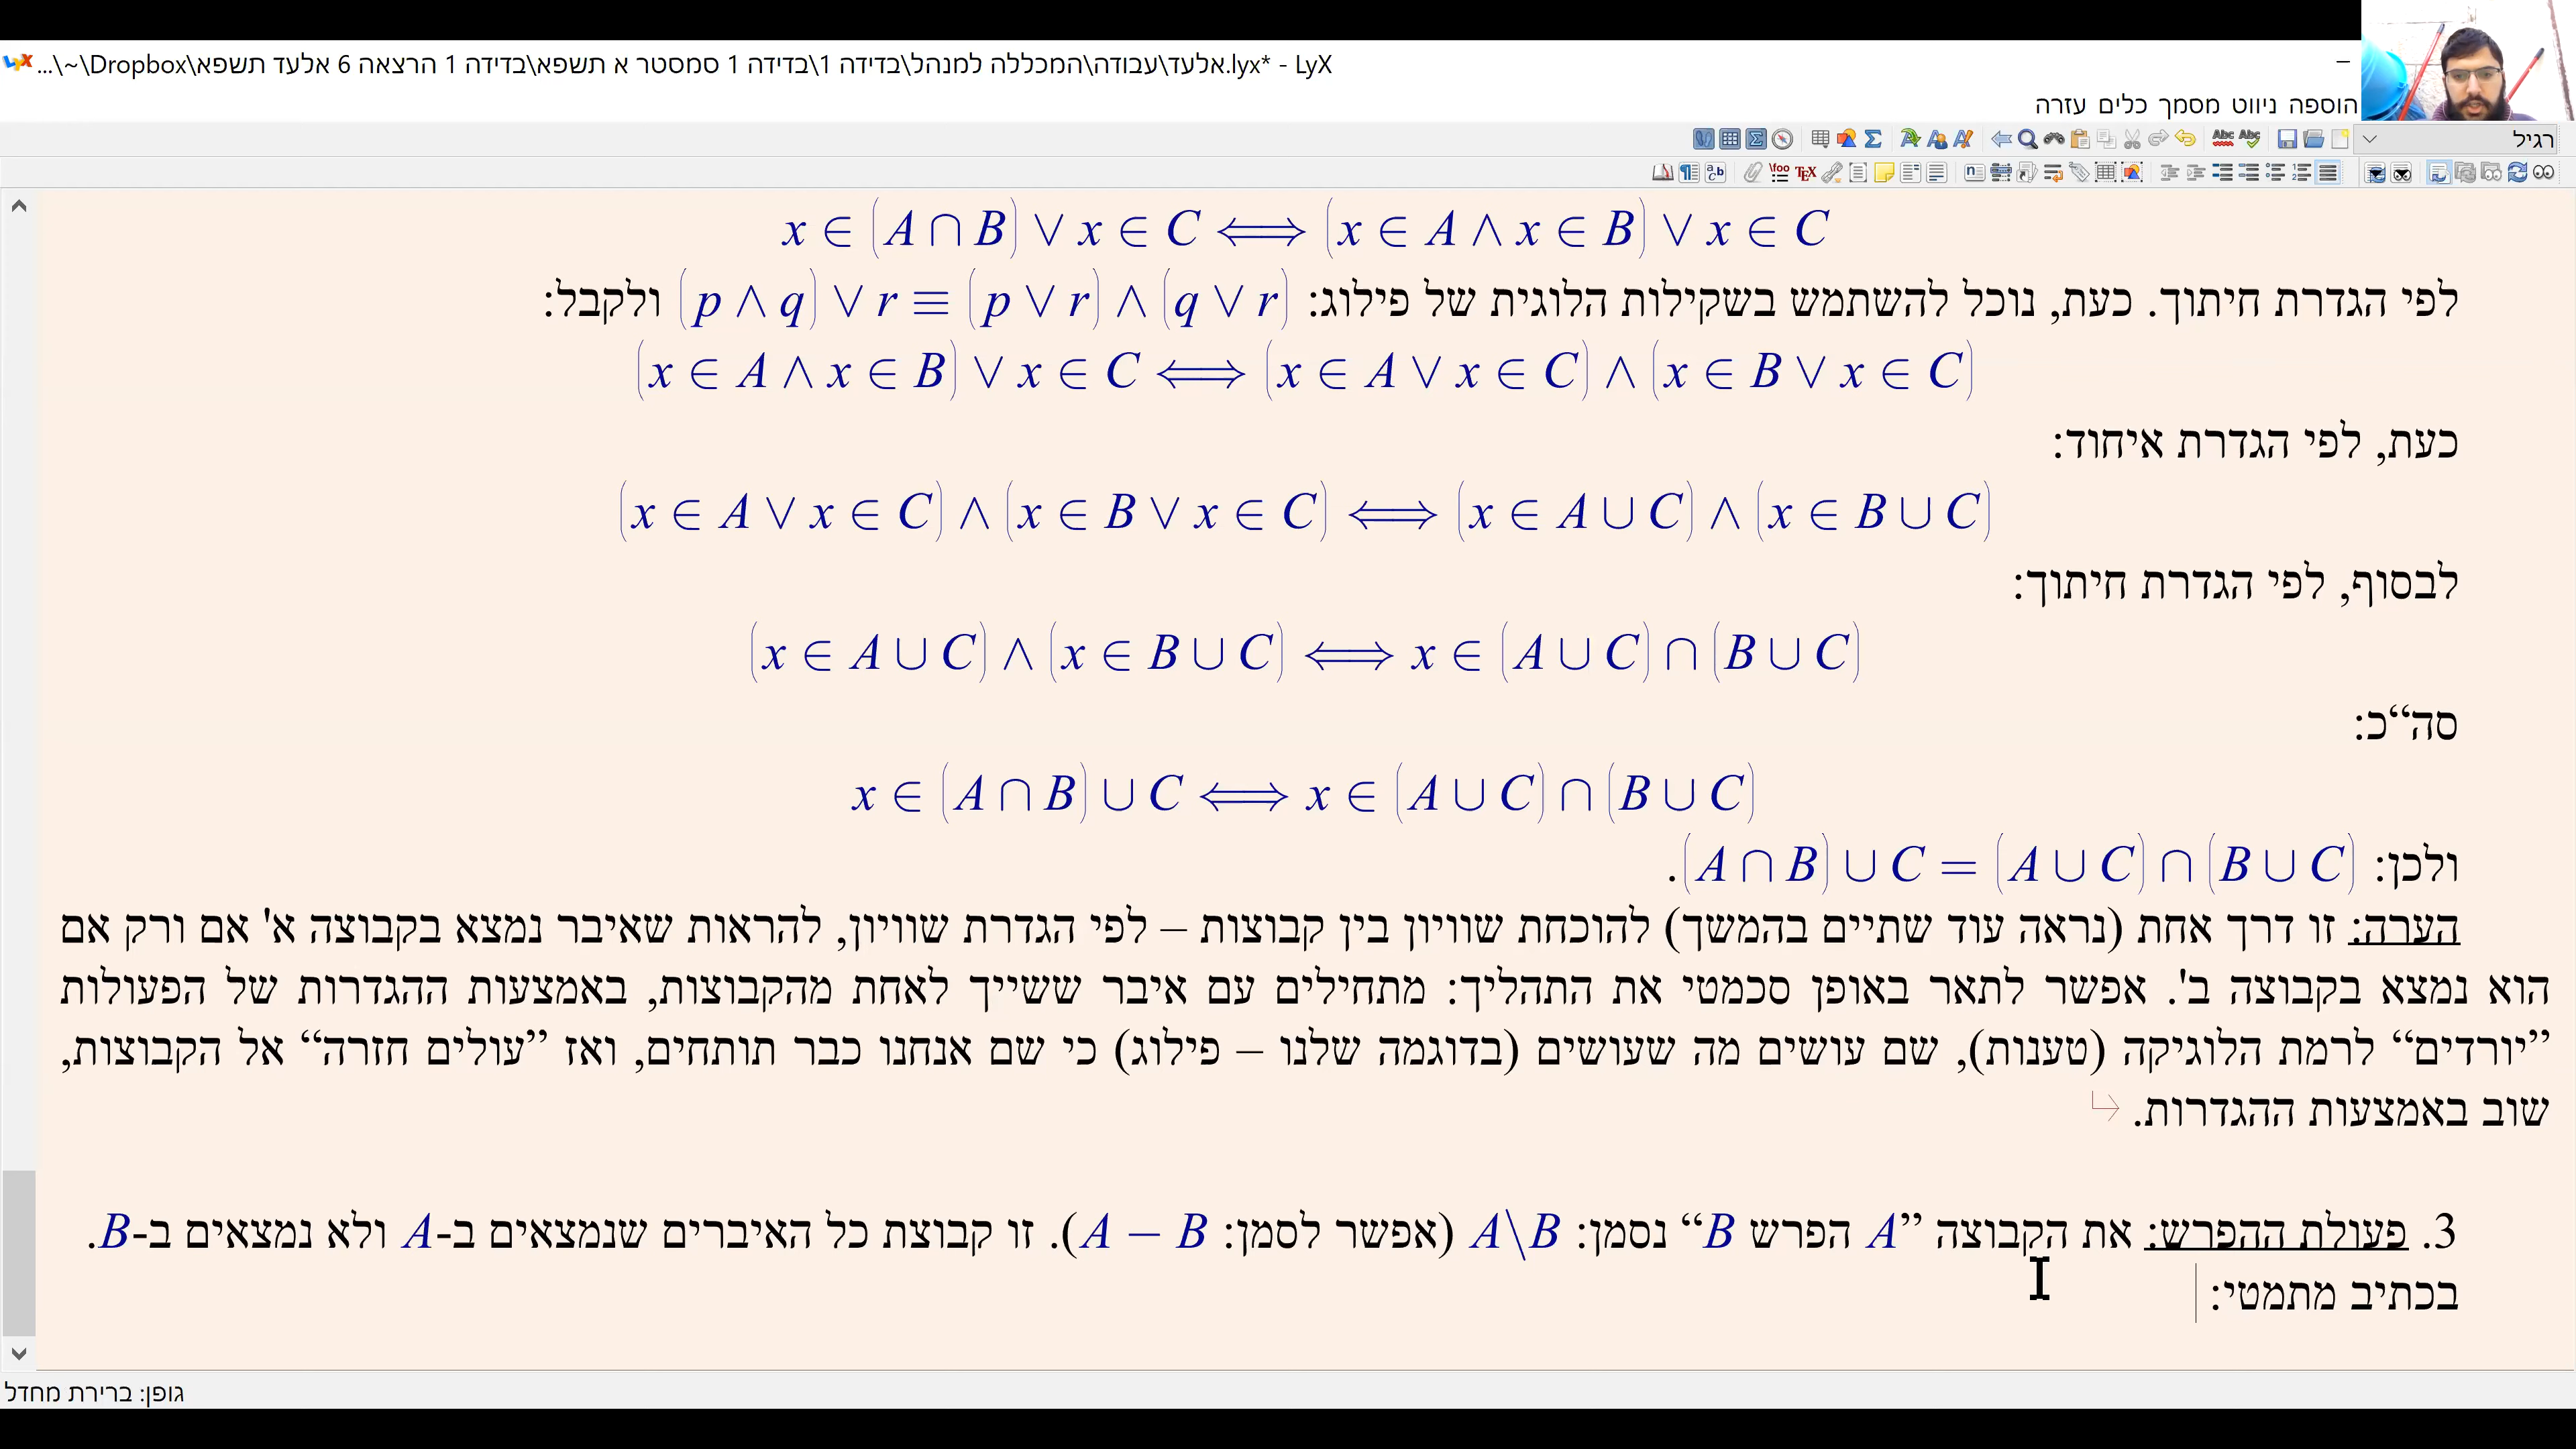 ...\~\Dropbox\אלעד\עבודה\המכללה למנהל\בדידה 1\בדידה 1 סמסטר א תשפא\בדידה 1 הרצאה 6 אלעד תשפא.lyx* - LyX
הוספה ניווט מסמך כלים עזרה
רגיל
x ∈ (A ∩ B) ∨ x ∈ C ⟺ (x ∈ A ∧ x ∈ B) ∨ x ∈ C
לפי הגדרת חיתוך. כעת, נוכל להשתמש בשקילות הלוגית של פילוג: (p ∧ q) ∨ r ≡ (p ∨ r) ∧ (q ∨ r) ולקבל:
(x ∈ A ∧ x ∈ B) ∨ x ∈ C ⟺ (x ∈ A ∨ x ∈ C) ∧ (x ∈ B ∨ x ∈ C)
כעת, לפי הגדרת איחוד:
(x ∈ A ∨ x ∈ C) ∧ (x ∈ B ∨ x ∈ C) ⟺ (x ∈ A ∪ C) ∧ (x ∈ B ∪ C)
לבסוף, לפי הגדרת חיתוך:
(x ∈ A ∪ C) ∧ (x ∈ B ∪ C) ⟺ x ∈ (A ∪ C) ∩ (B ∪ C)
סה“כ:
x ∈ (A ∩ B) ∪ C ⟺ x ∈ (A ∪ C) ∩ (B ∪ C)
ולכן: (A ∩ B) ∪ C = (A ∪ C) ∩ (B ∪ C).
הערה: זו דרך אחת (נראה עוד שתיים בהמשך) להוכחת שוויון בין קבוצות – לפי הגדרת שוויון, להראות שאיבר נמצא בקבוצה א' אם ורק אם
הוא נמצא בקבוצה ב'. אפשר לתאר באופן סכמטי את התהליך: מתחילים עם איבר ששייך לאחת מהקבוצות, באמצעות ההגדרות של הפעולות
”יורדים“ לרמת הלוגיקה (טענות), שם עושים מה שעושים (בדוגמה שלנו – פילוג) כי שם אנחנו כבר תותחים, ואז ”עולים חזרה“ אל הקבוצות,
שוב באמצעות ההגדרות.
3. פעולת ההפרש: את הקבוצה ”A הפרש B“ נסמן: A\B (אפשר לסמן: A − B). זו קבוצת כל האיברים שנמצאים ב-A ולא נמצאים ב-B.
בכתיב מתמטי:
גופן: ברירת מחדל